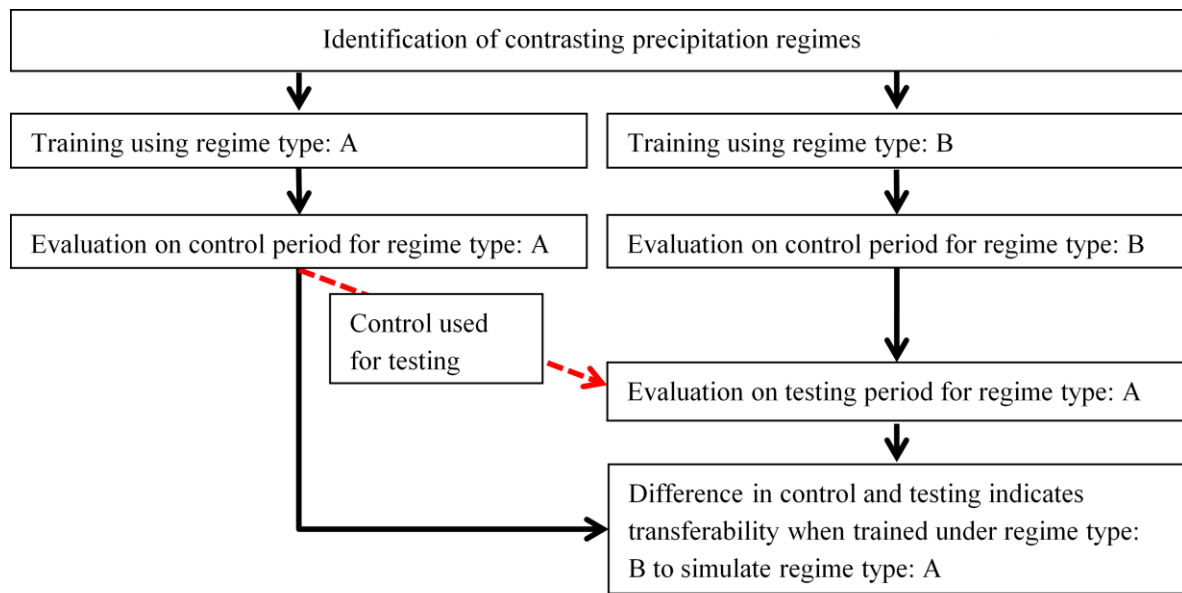 Identification of contrasting precipitation regimes
Training using regime type: A
Training using regime type: B
Evaluation on control period for regime type: A
Evaluation on control period for regime type: B
Control used
for testing
Evaluation on testing period for regime type: A
Difference in control and testing indicates
transferability when trained under regime type:
B to simulate regime type: A